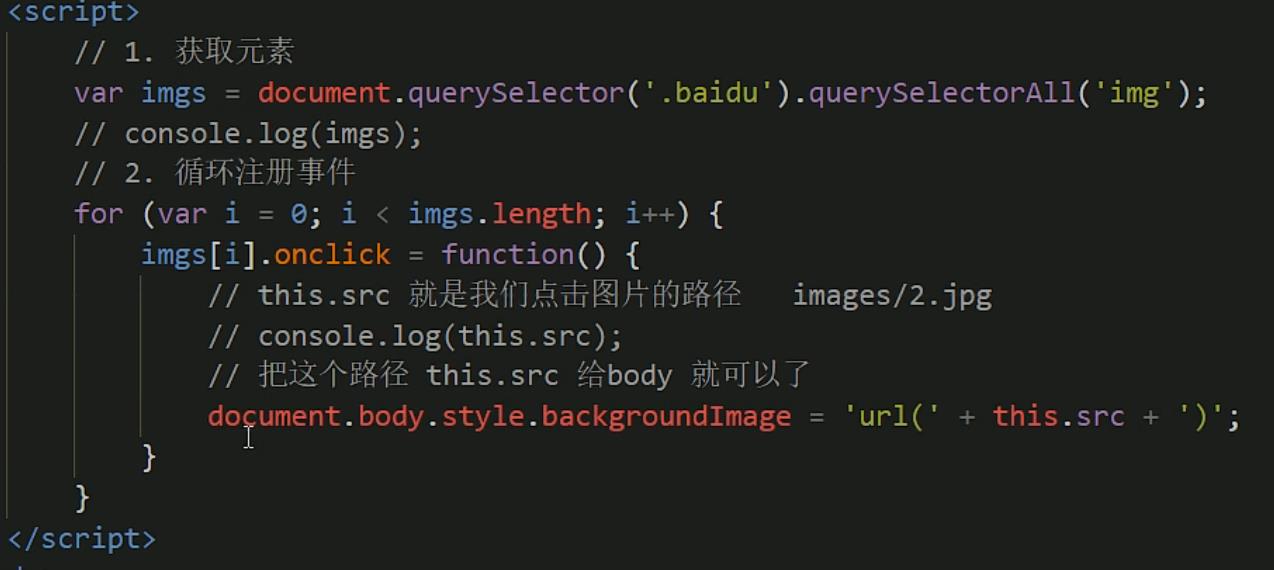 <script>
// 1. 获取元素
var imgs = document.querySelector('.baidu').querySelectorAll('img');
// console.log(imgs);
// 2. 循环注册事件
for (var i = 0; i < imgs.length; i++) {
imgs[i].onclick = function() {
// this.src 就是我们点击图片的路径   images/2.jpg
// console.log(this.src);
// 把这个路径 this.src 给body 就可以了
document.body.style.backgroundImage = 'url(' + this.src + ')';
}
}
</script>